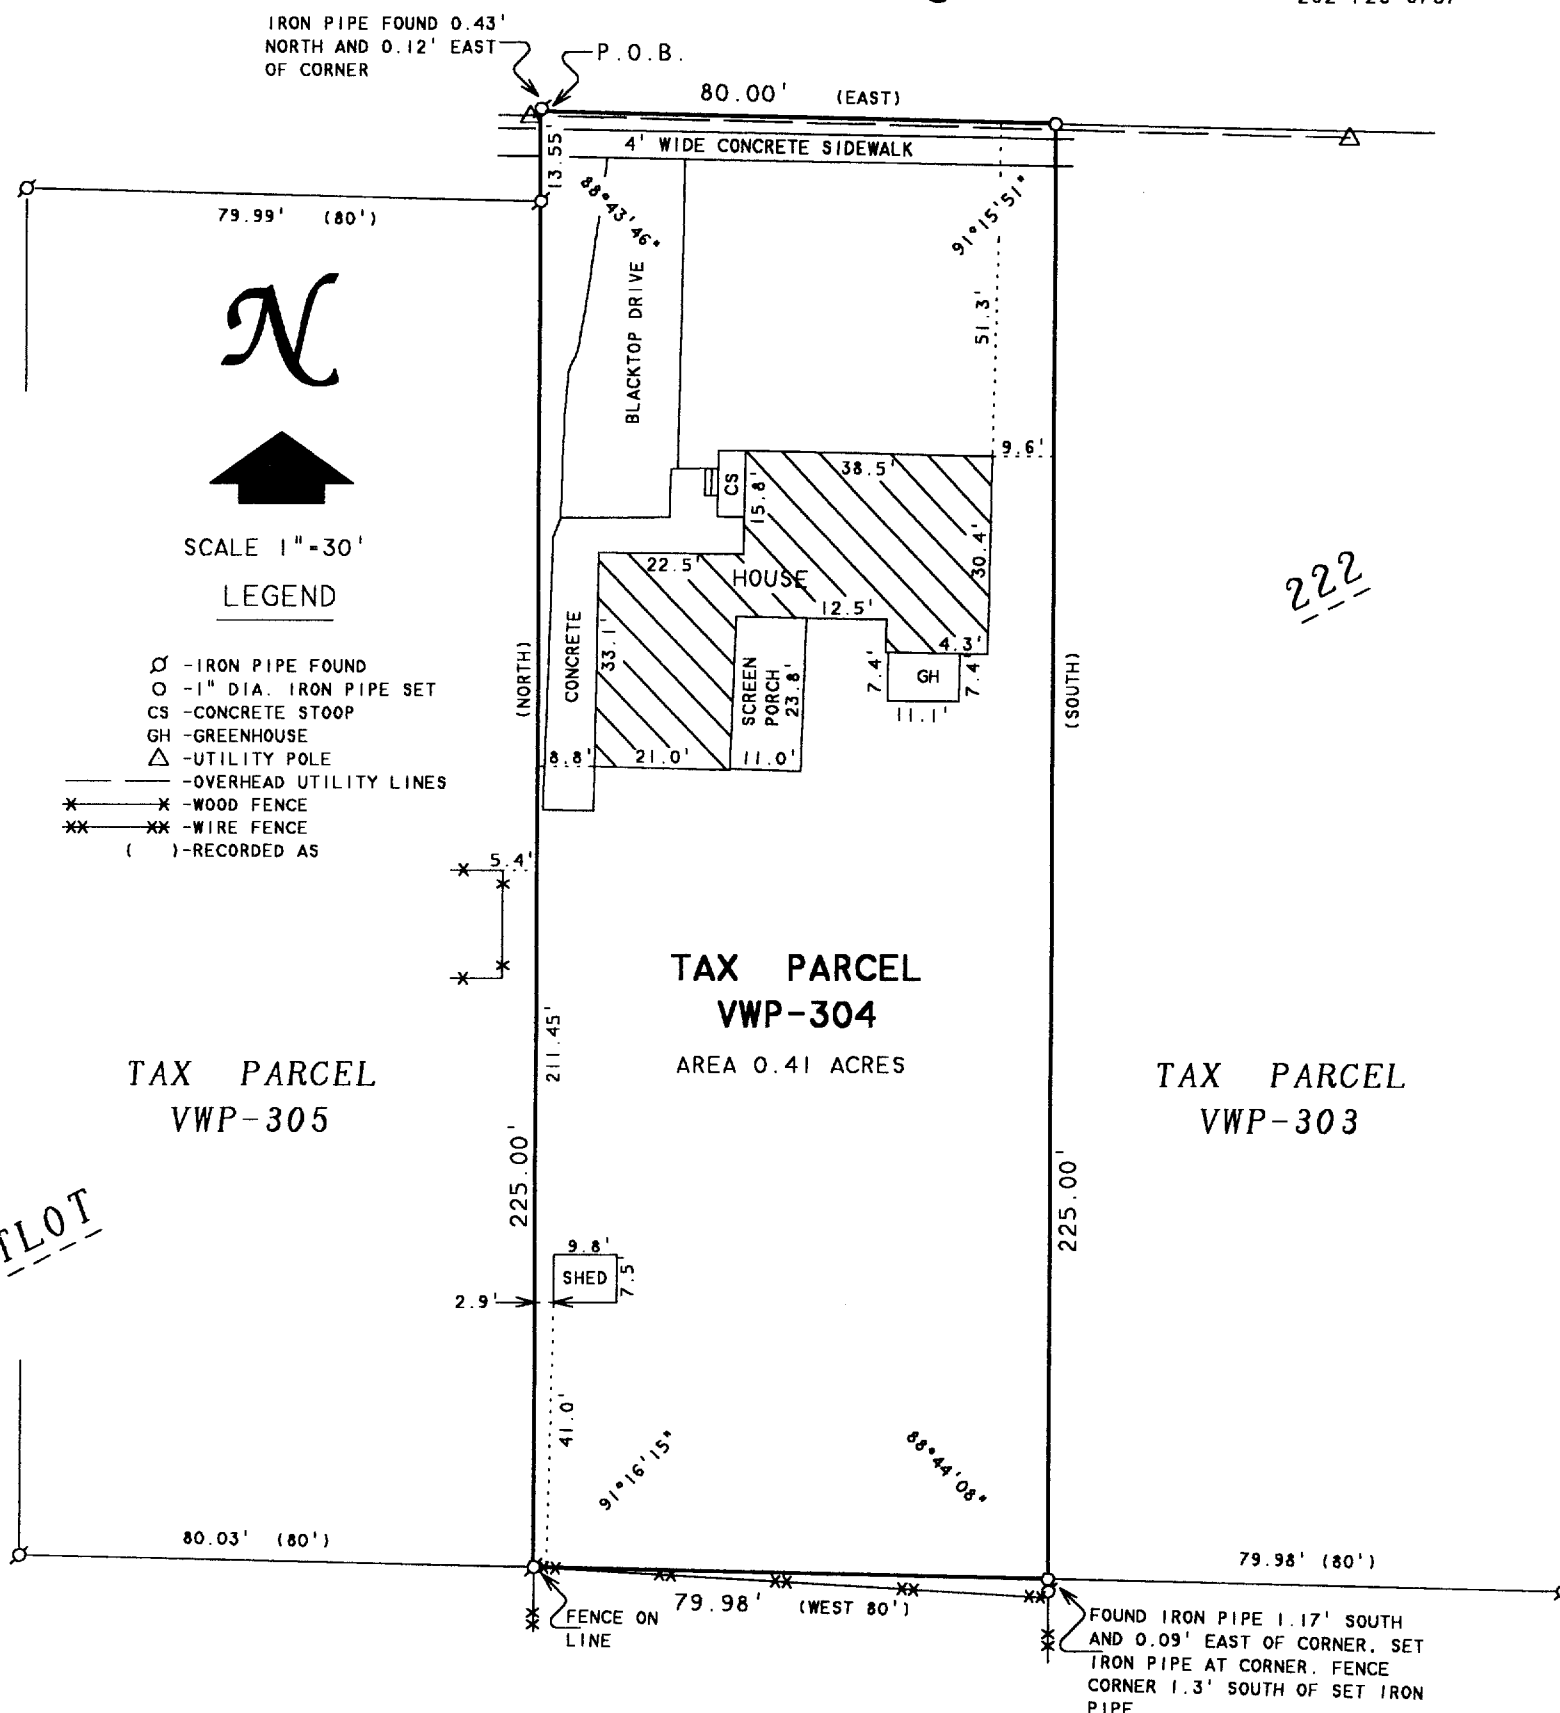 IRON PIPE FOUND 0.43'
NORTH AND 0.12' EAST
OF CORNER
P.O.B.
80.00' (EAST)
4' WIDE CONCRETE SIDEWALK
13.55'
79.99' (80')
88°43'46"
91°15'51"
N
BLACKTOP DRIVE
51.3'
9.6'
38.5'
CS
15.8'
30.4'
SCALE 1"=30'
LEGEND
22.5'
HOUSE
12.5'
4.3'
222
-IRON PIPE FOUND
-1" DIA. IRON PIPE SET
CS -CONCRETE STOOP
GH -GREENHOUSE
-UTILITY POLE
-OVERHEAD UTILITY LINES
-WOOD FENCE
-WIRE FENCE
( )-RECORDED AS
(NORTH)
CONCRETE
33.1'
SCREEN
PORCH
23.8'
7.4'
GH
7.4'
11.1'
(SOUTH)
8.8'
21.0'
11.0'
5.4'
TAX PARCEL
VWP-304
AREA 0.41 ACRES
211.45'
TAX PARCEL
VWP-305
TAX PARCEL
VWP-303
225.00'
225.00'
TLOT
9.8'
SHED
7.5'
2.9'
41.0'
91°16'15"
88°44'08"
80.03' (80')
79.98' (80')
79.98' (WEST 80')
FENCE ON
LINE
FOUND IRON PIPE 1.17' SOUTH
AND 0.09' EAST OF CORNER. SET
IRON PIPE AT CORNER. FENCE
CORNER 1.3' SOUTH OF SET IRON
PIPE